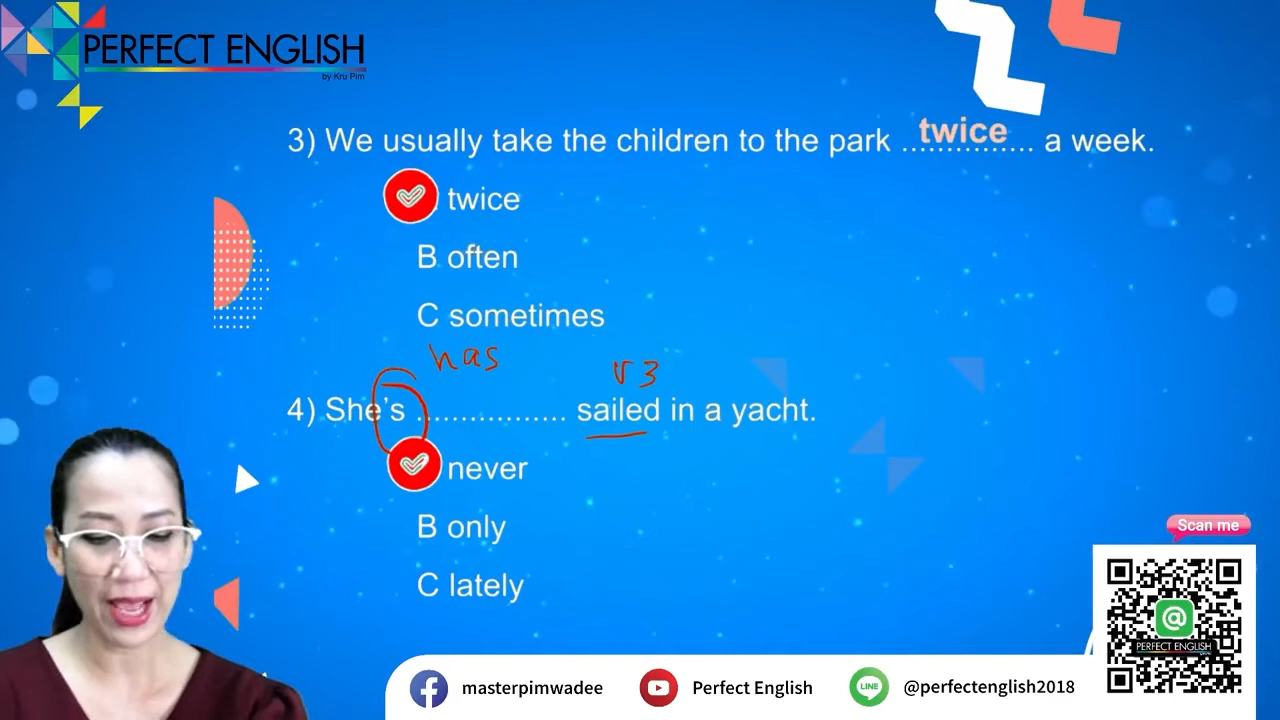 PERFECT ENGLISH
by Kru Pim
3) We usually take the children to the park ...twice... a week.
twice
B often
C sometimes
has
v3
4) She's ................. sailed in a yacht.
never
B only
C lately
Scan me
@
PERFECT ENGLISH
masterpimwadee
Perfect English
LINE
@perfectenglish2018